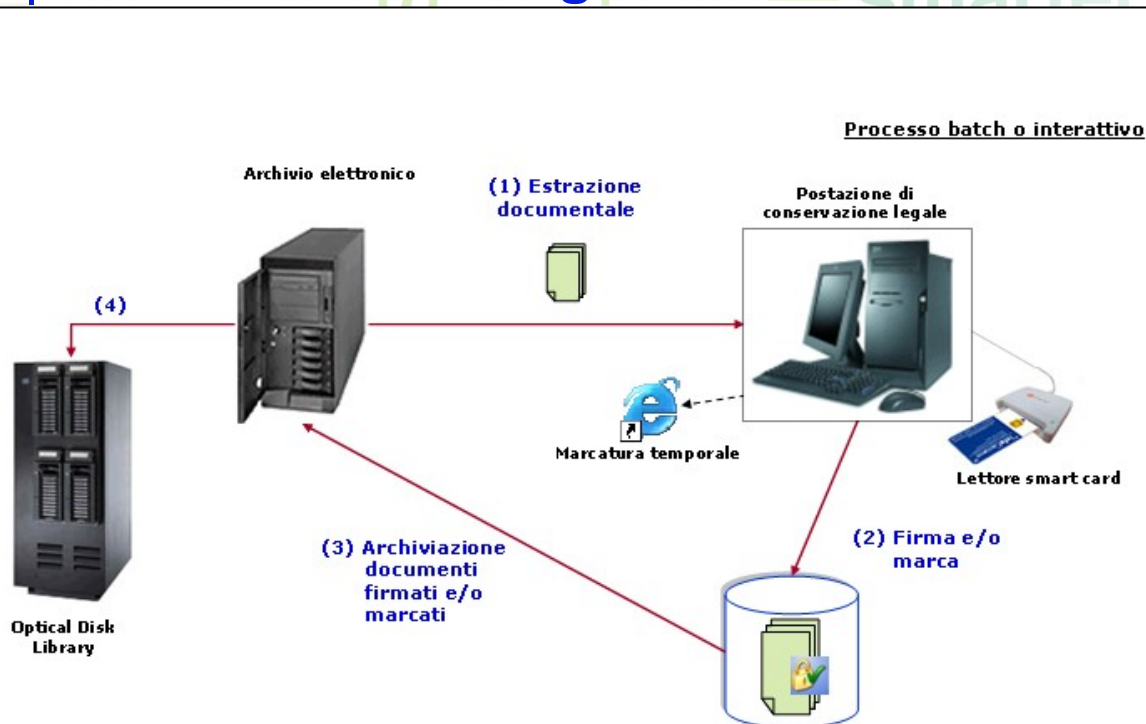 Processo batch o interattivo
Archivio elettronico
(1) Estrazione
documentale
Postazione di
conservazione legale
(4)
Marcatura temporale
Lettore smart card
(2) Firma e/o
marca
(3) Archiviazione
documenti
firmati e/o
marcati
Optical Disk
Library